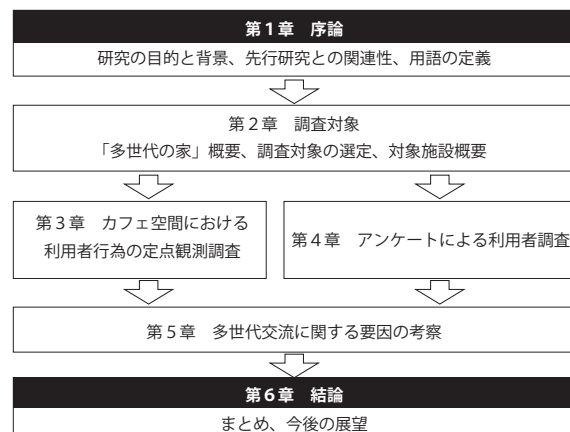 第1章　序論
研究の目的と背景、先行研究との関連性、用語の定義
第2章　調査対象
「多世代の家」概要、調査対象の選定、対象施設概要
第3章　カフェ空間における
利用者行為の定点観測調査
第4章　アンケートによる利用者調査
第5章　多世代交流に関する要因の考察
第6章　結論
まとめ、今後の展望